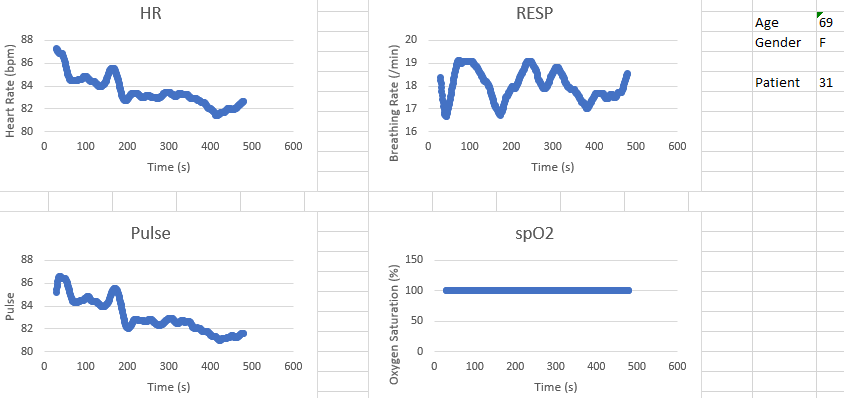 HR
Heart Rate (bpm)
88
86
84
82
80
0 100 200 300 400 500 600
Time (s)
RESP
Breathing Rate (/min)
20
19
18
17
16
0 100 200 300 400 500 600
Time (s)
Age 69
Gender F
Patient 31
Pulse
Pulse
88
86
84
82
80
0 100 200 300 400 500 600
Time (s)
spO2
Oxygen Saturation (%)
150
100
50
0
0 100 200 300 400 500 600
Time (s)